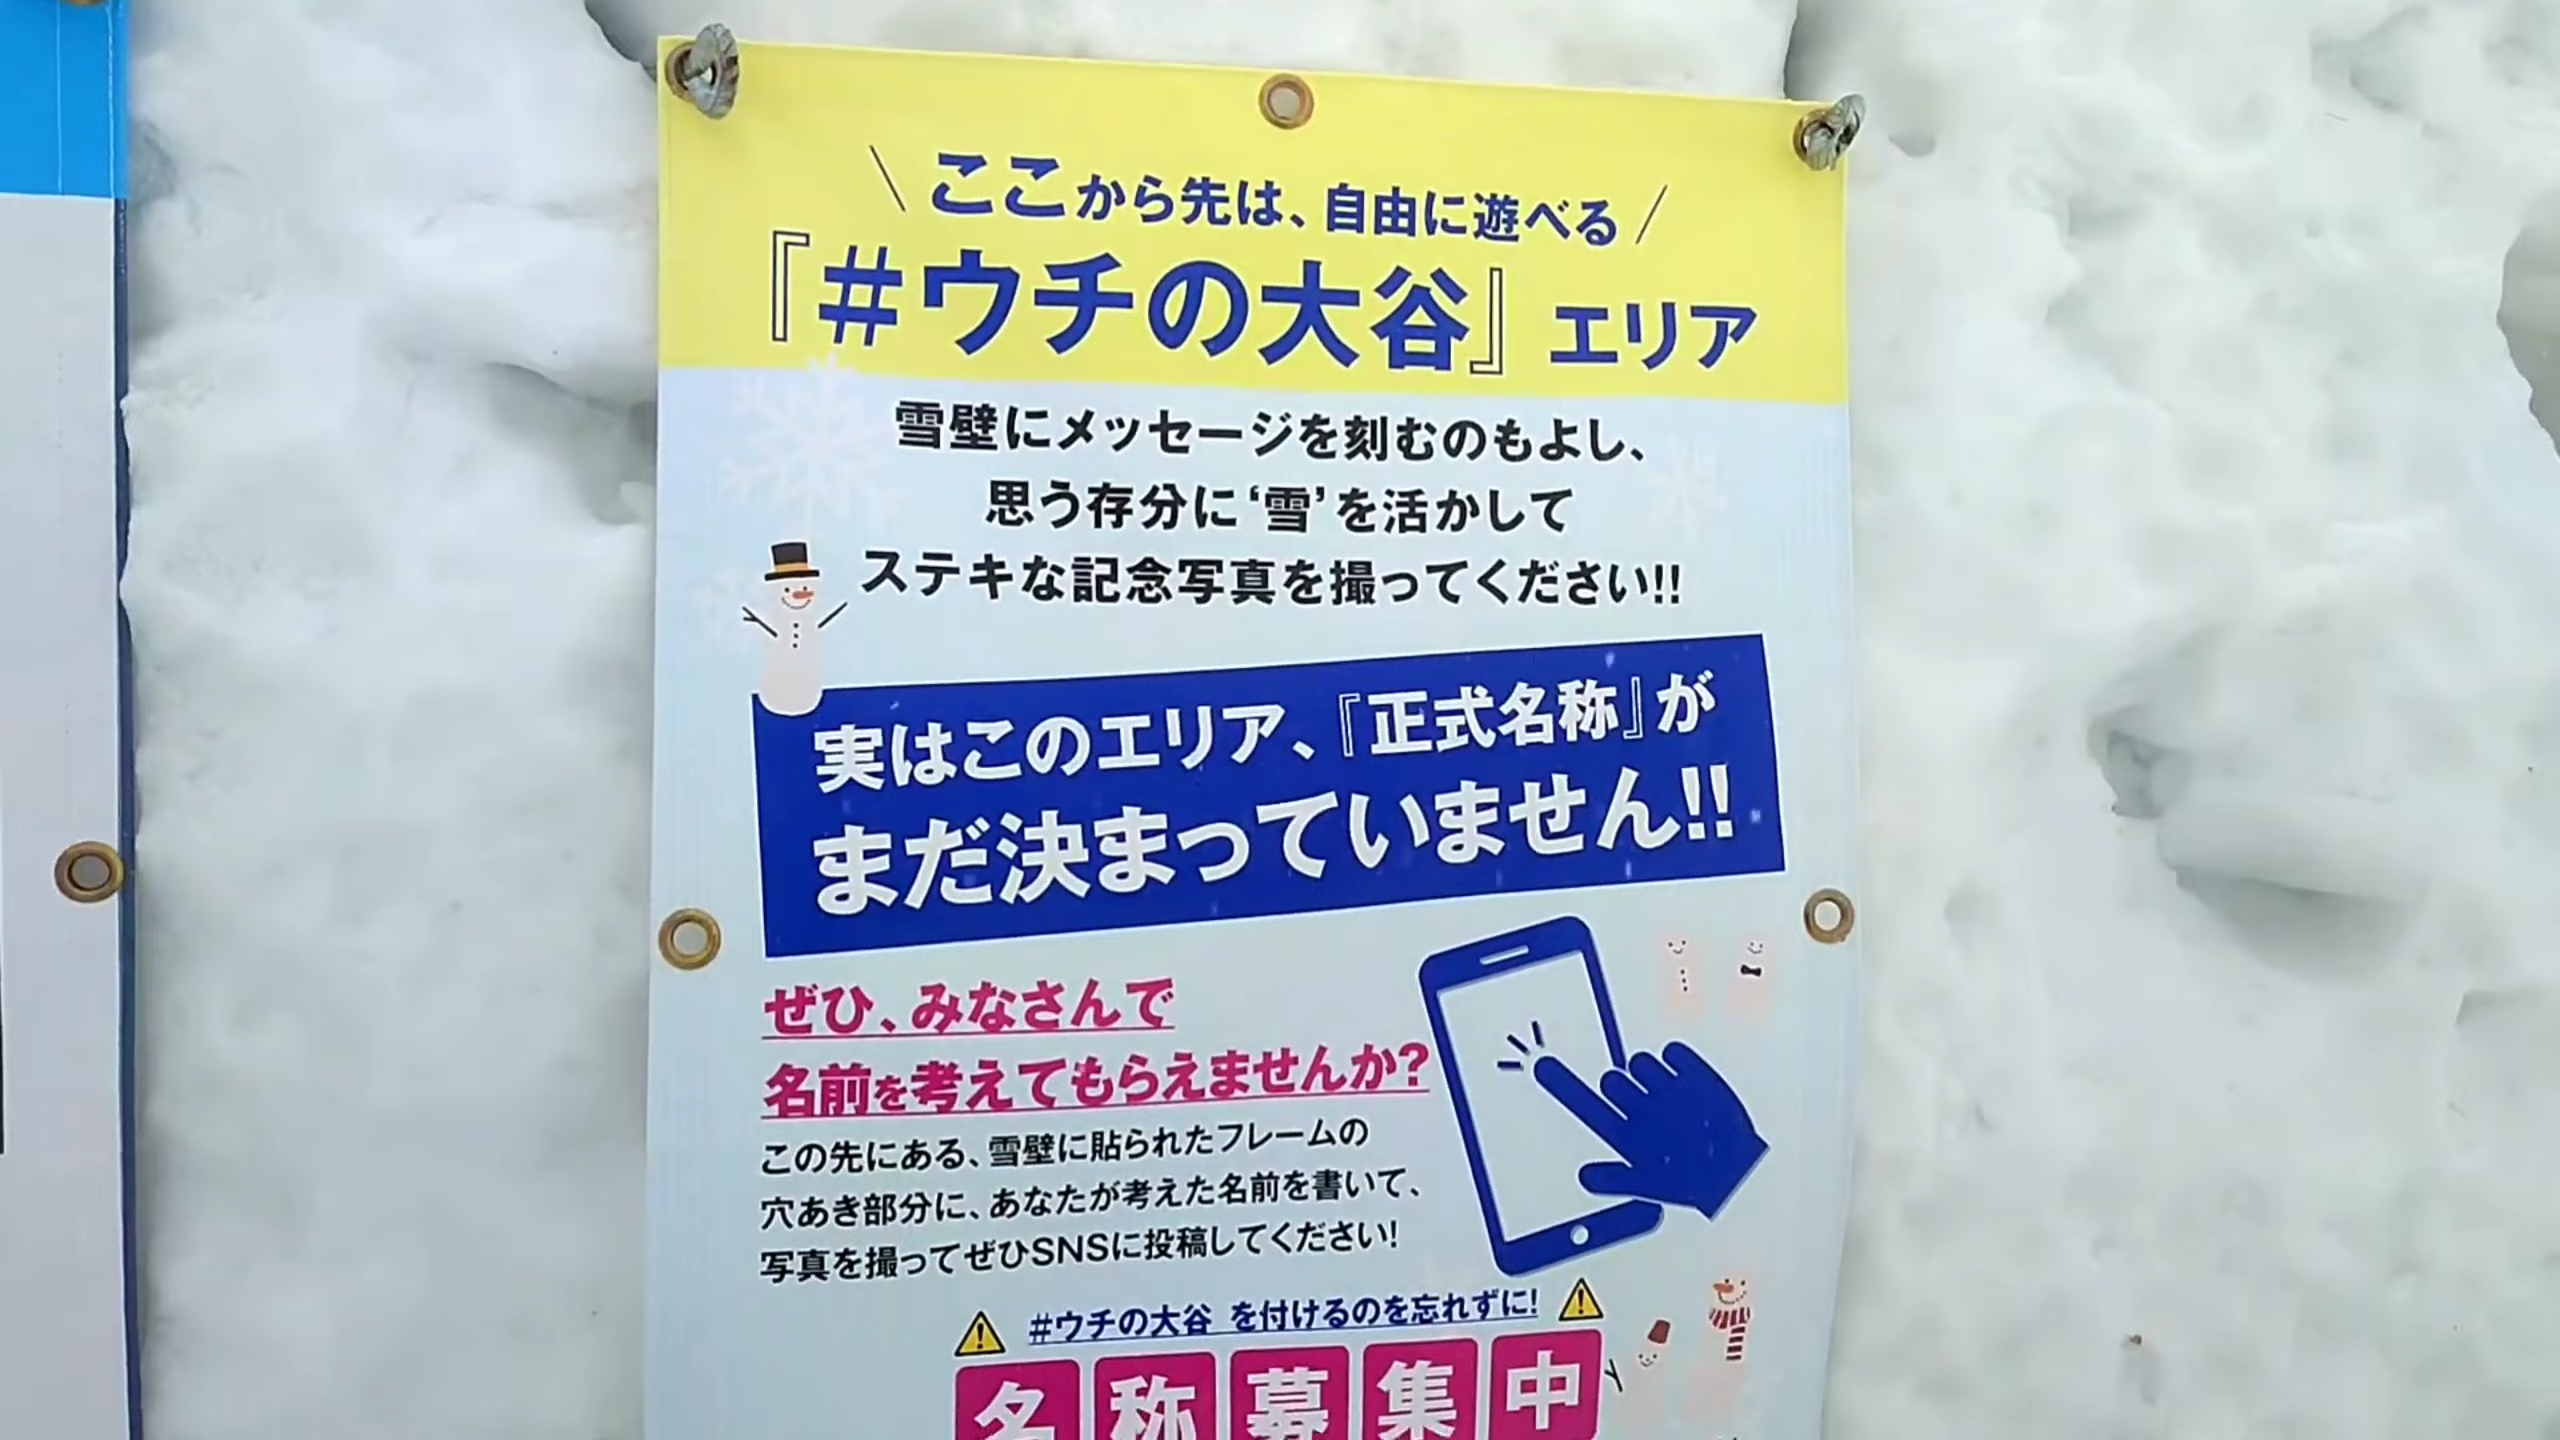 ここから先は、自由に遊べる
『#ウチの大谷』エリア
雪壁にメッセージを刻むのもよし、
思う存分に‘雪’を活かして
ステキな記念写真を撮ってください!!
実はこのエリア、『正式名称』が
まだ決まっていません!!
ぜひ、みなさんで
名前を考えてもらえませんか?
この先にある、雪壁に貼られたフレームの
穴あき部分に、あなたが考えた名前を書いて、
写真を撮ってぜひSNSに投稿してください!
#ウチの大谷 を付けるのを忘れずに!
名称募集中